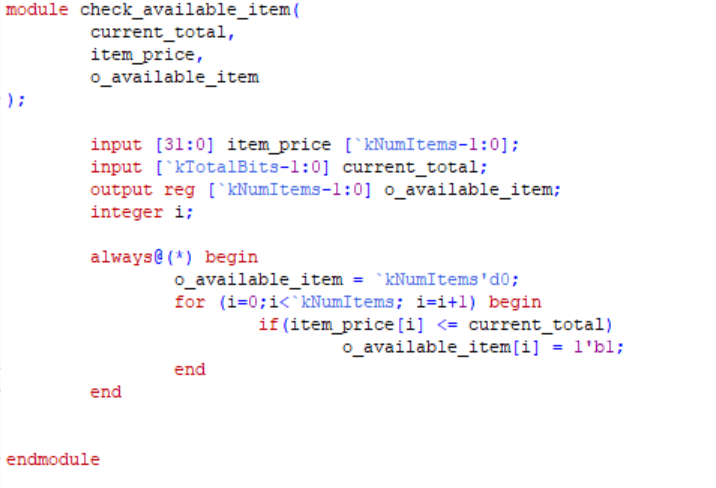 module check_available_item(
current_total,
item_price,
o_available_item
);
input [31:0] item_price [`kNumItems-1:0];
input [`kTotalBits-1:0] current_total;
output reg [`kNumItems-1:0] o_available_item;
integer i;
always@(*) begin
o_available_item = `kNumItems'd0;
for (i=0;i<`kNumItems; i=i+1) begin
if(item_price[i] <= current_total)
o_available_item[i] = 1'b1;
end
end
endmodule